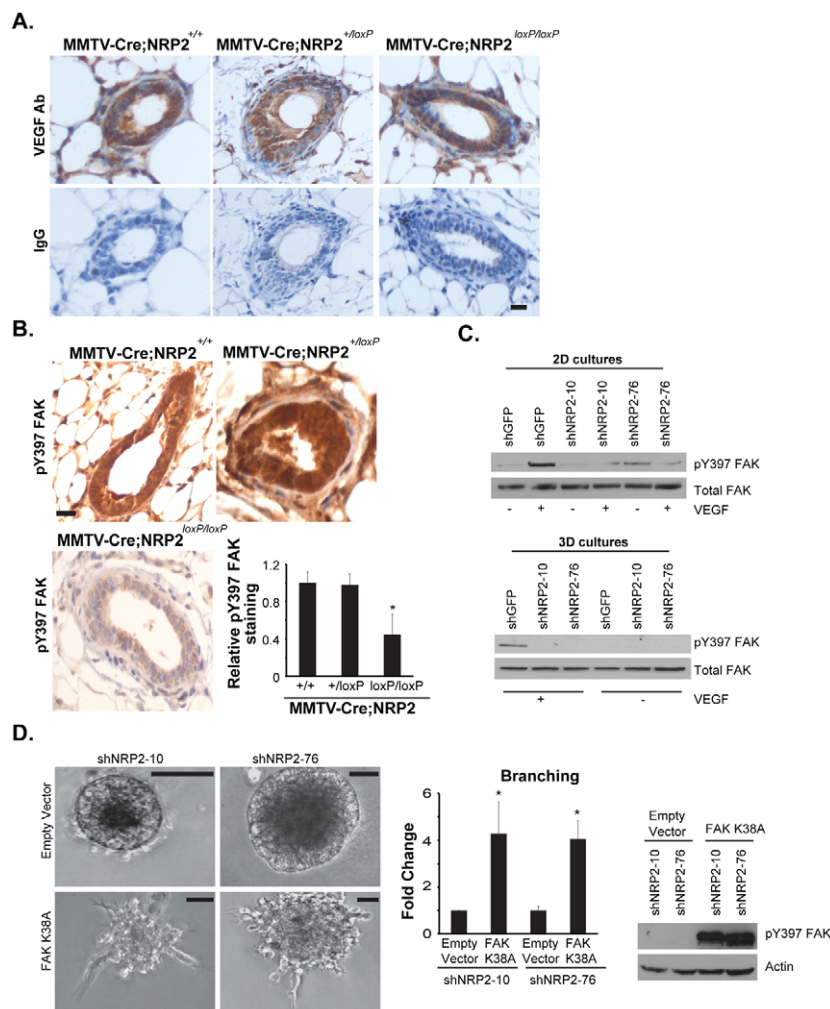 A.
MMTV-Cre;NRP2+/+
MMTV-Cre;NRP2+/loxP
MMTV-Cre;NRP2loxP/loxP
VEGF Ab
IgG
B.
MMTV-Cre;NRP2+/+
MMTV-Cre;NRP2+/loxP
pY397 FAK
MMTV-Cre;NRP2loxP/loxP
pY397 FAK
Relative pY397 FAK
staining
1.2
0.8
0.4
0
*
+/+
+/loxP
loxP/loxP
MMTV-Cre;NRP2
C.
2D cultures
shGFP
shGFP
shNRP2-10
shNRP2-10
shNRP2-76
shNRP2-76
pY397 FAK
Total FAK
- + - + - + VEGF
3D cultures
shGFP
shNRP2-10
shNRP2-76
shGFP
shNRP2-10
shNRP2-76
pY397 FAK
Total FAK
+ - VEGF
D.
shNRP2-10
shNRP2-76
Empty Vector
FAK K38A
Branching
Fold Change
6
4
2
0
*
*
Empty
Vector
FAK
K38A
Empty
Vector
FAK
K38A
shNRP2-10
shNRP2-76
Empty
Vector
FAK K38A
shNRP2-10
shNRP2-76
shNRP2-10
shNRP2-76
pY397 FAK
Actin